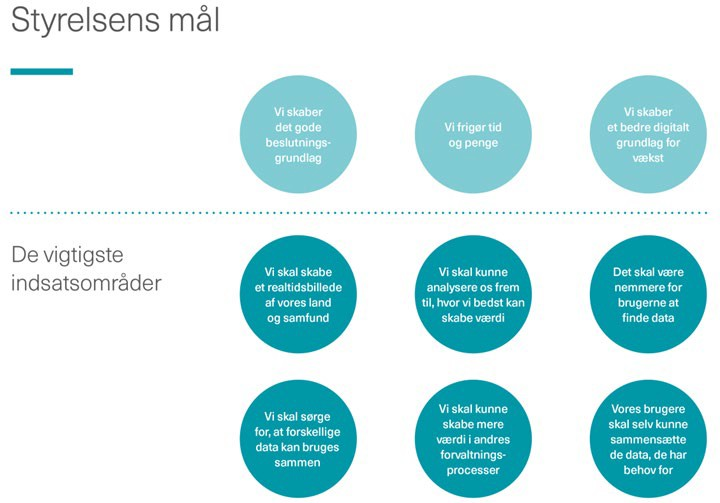 Styrelsens mål
Vi skaber
det gode
beslutnings-
grundlag
Vi frigør tid
og penge
Vi skaber
et bedre digitalt
grundlag for
vækst
De vigtigste
indsatsområder
Vi skal skabe
et realtidsbillede
af vores land
og samfund
Vi skal kunne
analysere os frem
til, hvor vi bedst kan
skabe værdi
Det skal være
nemmere for
brugerne at
finde data
Vi skal sørge
for, at forskellige
data kan bruges
sammen
Vi skal kunne
skabe mere
værdi i andres
forvaltnings-
processer
Vores brugere
skal selv kunne
sammensætte
de data, de har
behov for